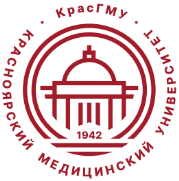 КрасГМУ
КРАСНОЯРСКИЙ МЕДИЦИНСКИЙ УНИВЕРСИТЕТ
1942